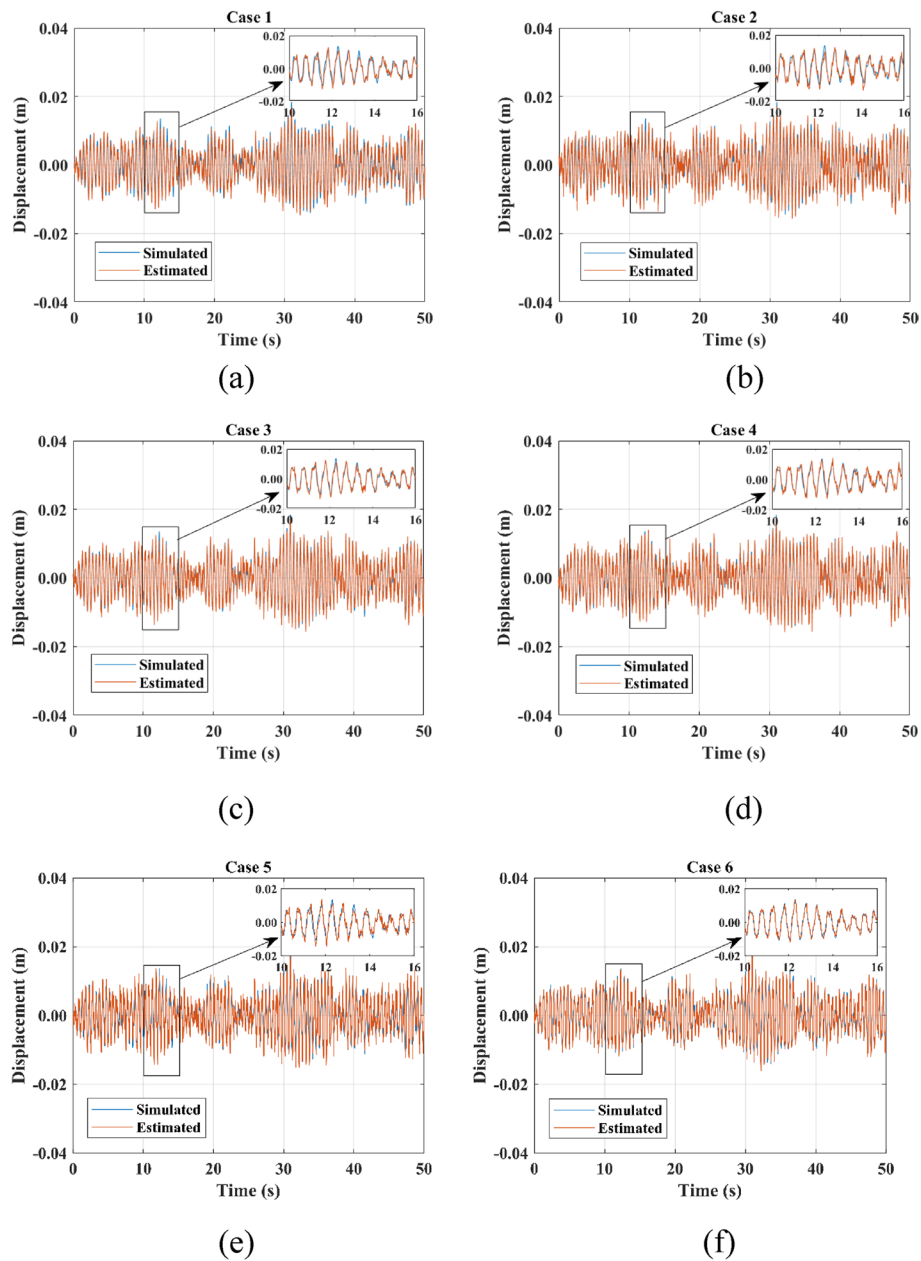 Case 1
Displacement (m)
0.04
0.02
0.00
-0.02
-0.04
0.02
0.00
-0.02
10 12 14 16
Simulated
Estimated
0 10 20 30 40 50
Time (s)
(a)
Case 2
Displacement (m)
0.04
0.02
0.00
-0.02
-0.04
0.02
0.00
-0.02
10 12 14 16
Simulated
Estimated
0 10 20 30 40 50
Time (s)
(b)
Case 3
Displacement (m)
0.04
0.02
0.00
-0.02
-0.04
0.02
0.00
-0.02
10 12 14 16
Simulated
Estimated
0 10 20 30 40 50
Time (s)
(c)
Case 4
Displacement (m)
0.04
0.02
0.00
-0.02
-0.04
0.02
0.00
-0.02
10 12 14 16
Simulated
Estimated
0 10 20 30 40 50
Time (s)
(d)
Case 5
Displacement (m)
0.04
0.02
0.00
-0.02
-0.04
0.02
0.00
-0.02
10 12 14 16
Simulated
Estimated
0 10 20 30 40 50
Time (s)
(e)
Case 6
Displacement (m)
0.04
0.02
0.00
-0.02
-0.04
0.02
0.00
-0.02
10 12 14 16
Simulated
Estimated
0 10 20 30 40 50
Time (s)
(f)